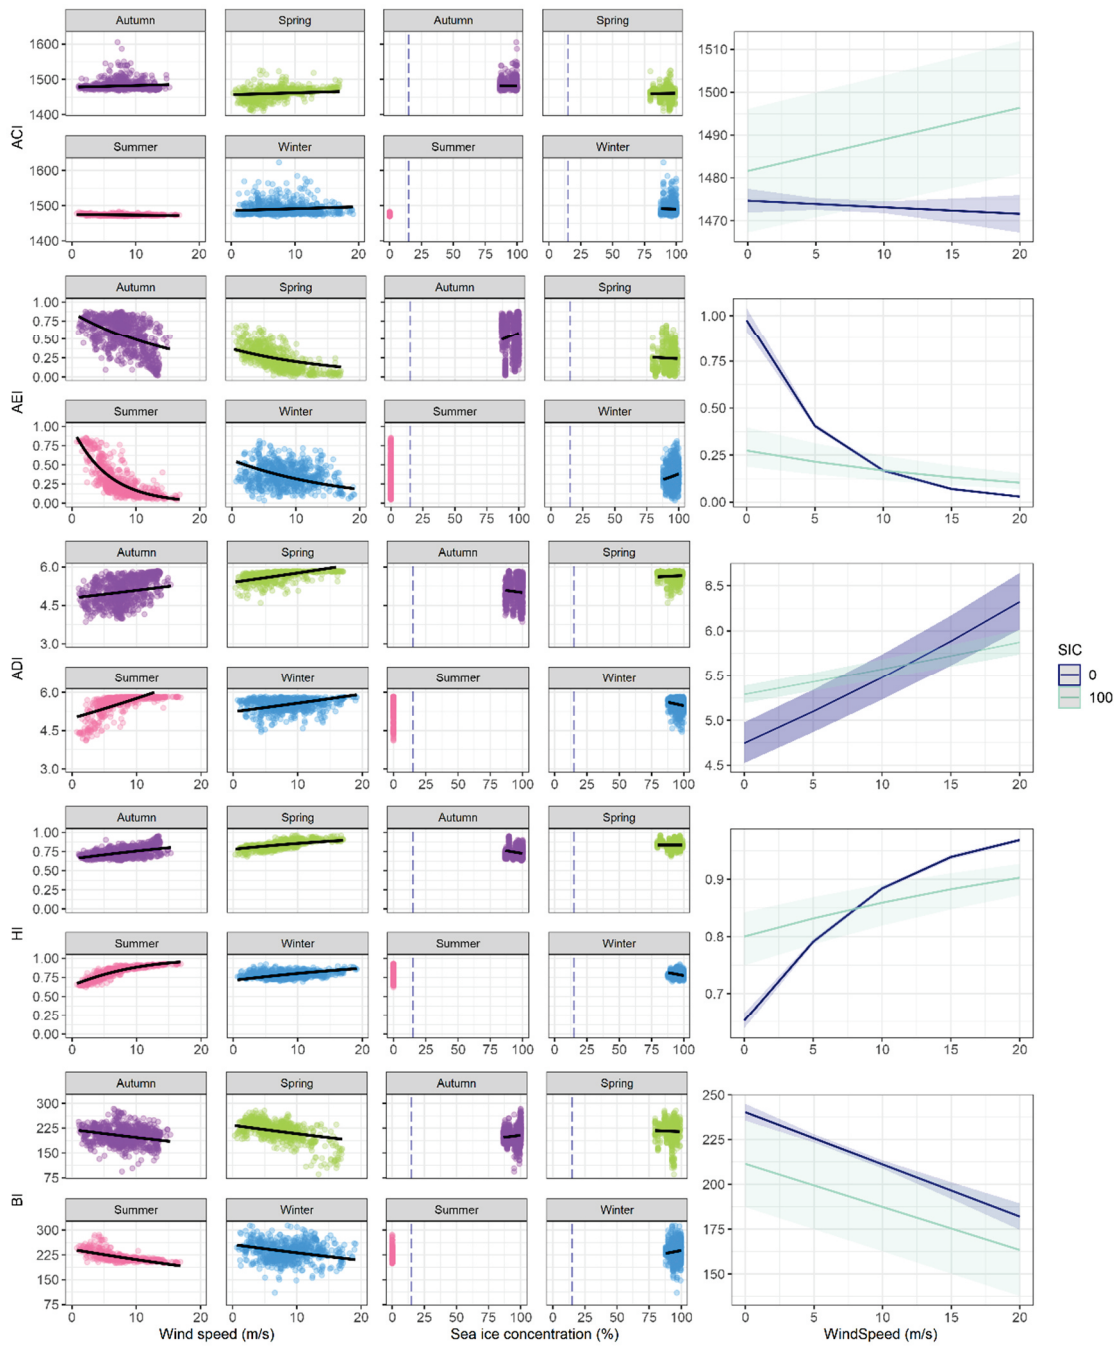 Autumn Spring Autumn Spring
1600
1500
1400
1510
1500
1490
1480
1470
ACI
Summer Winter Summer Winter
1600
1500
1400
0 10 20 0 10 20 0 25 50 75 100 0 25 50 75 100
0 5 10 15 20
Autumn Spring Autumn Spring
1.00
0.75
0.50
0.25
0.00
1.00
0.75
0.50
0.25
0.00
AEI
Summer Winter Summer Winter
1.00
0.75
0.50
0.25
0.00
0 10 20 0 10 20 0 25 50 75 100 0 25 50 75 100
0 5 10 15 20
Autumn Spring Autumn Spring
6.0
4.5
3.0
6.5
6.0
5.5
5.0
4.5
ADI
SIC
0
100
Summer Winter Summer Winter
6.0
4.5
3.0
0 10 20 0 10 20 0 25 50 75 100 0 25 50 75 100
0 5 10 15 20
Autumn Spring Autumn Spring
1.00
0.75
0.50
0.25
0.00
0.9
0.8
0.7
HI
Summer Winter Summer Winter
1.00
0.75
0.50
0.25
0.00
0 10 20 0 10 20 0 25 50 75 100 0 25 50 75 100
0 5 10 15 20
Autumn Spring Autumn Spring
300
225
150
75
250
225
200
175
150
BI
Summer Winter Summer Winter
300
225
150
75
0 10 20 0 10 20 0 25 50 75 100 0 25 50 75 100
0 5 10 15 20
Wind speed (m/s) Sea ice concentration (%) WindSpeed (m/s)